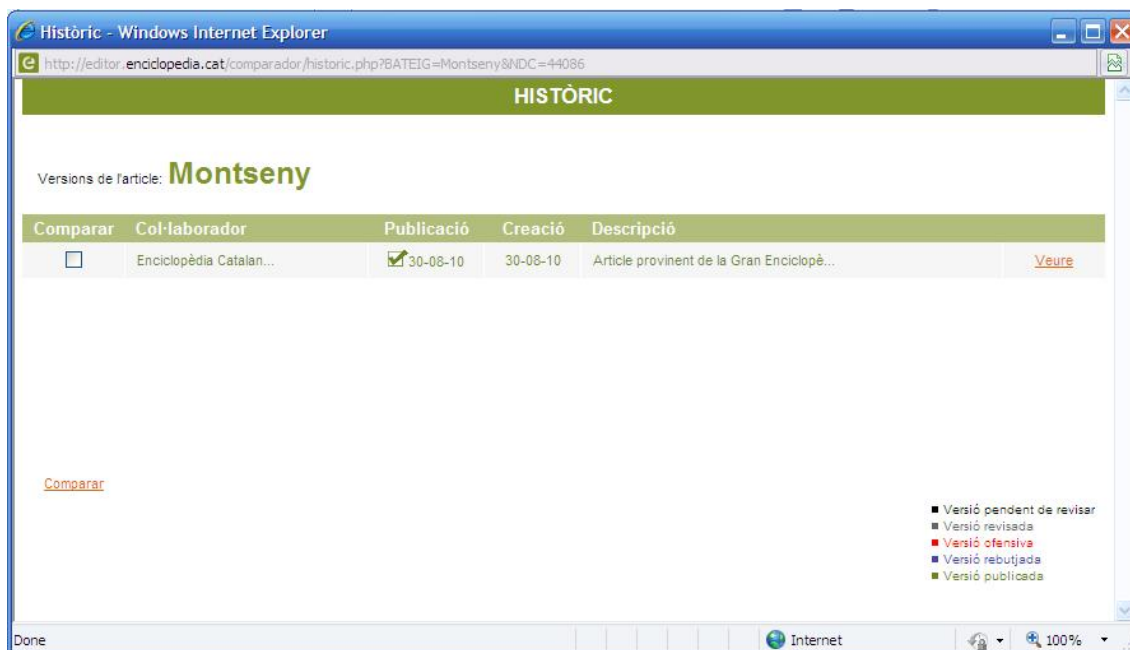 Històric - Windows Internet Explorer
http://editor.enciclopedia.cat/comparador/historic.php?BATEIG=Montseny&NDC=44086
HISTÒRIC
Versions de l'article: Montseny
Comparar Col·laborador Publicació Creació Descripció
Enciclopèdia Catalan... 30-08-10 30-08-10 Article provinent de la Gran Enciclopè... Veure
Comparar
Versió pendent de revisar
Versió revisada
Versió ofensiva
Versió rebutjada
Versió publicada
Done Internet 100%